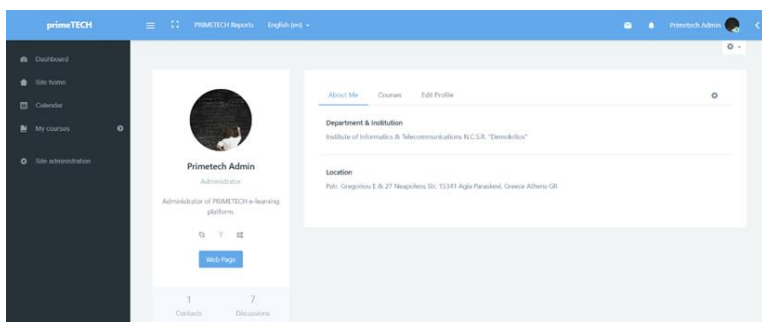 primeTECH
PRIMETECH Reports English (en)
Primetech Admin
Dashboard
Site home
Calendar
My courses
Site administration
Primetech Admin
Administrator
Administrator of PRIMETECH e-learning
platform.
Web Page
1 7
Contacts Discussions
About Me Courses Edit Profile
Department & Institution
Institute of Informatics & Telecommunications N.C.S.R. "Demokritos"
Location
Patr. Gregoriou E & 27 Neapoleos Str, 15341 Agia Paraskevi, Greece Athens GR